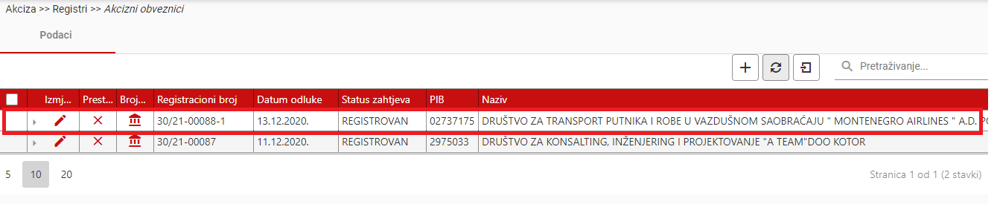 Akciza >> Registri >> Akcizni obveznici
Podaci
Pretraživanje...
Izmj... Prest... Broj... Registracioni broj Datum odluke Status zahtjeva PIB Naziv
30/21-00088-1 13.12.2020. REGISTROVAN 02737175 DRUŠTVO ZA TRANSPORT PUTNIKA I ROBE U VAZDUŠNOM SAOBRAĆAJU " MONTENEGRO AIRLINES " A.D.
30/21-00087 11.12.2020. REGISTROVAN 2975033 DRUŠTVO ZA KONSALTING, INŽENJERING I PROJEKTOVANJE "A TEAM"DOO KOTOR
5 10 20 Stranica 1 od 1 (2 stavki)